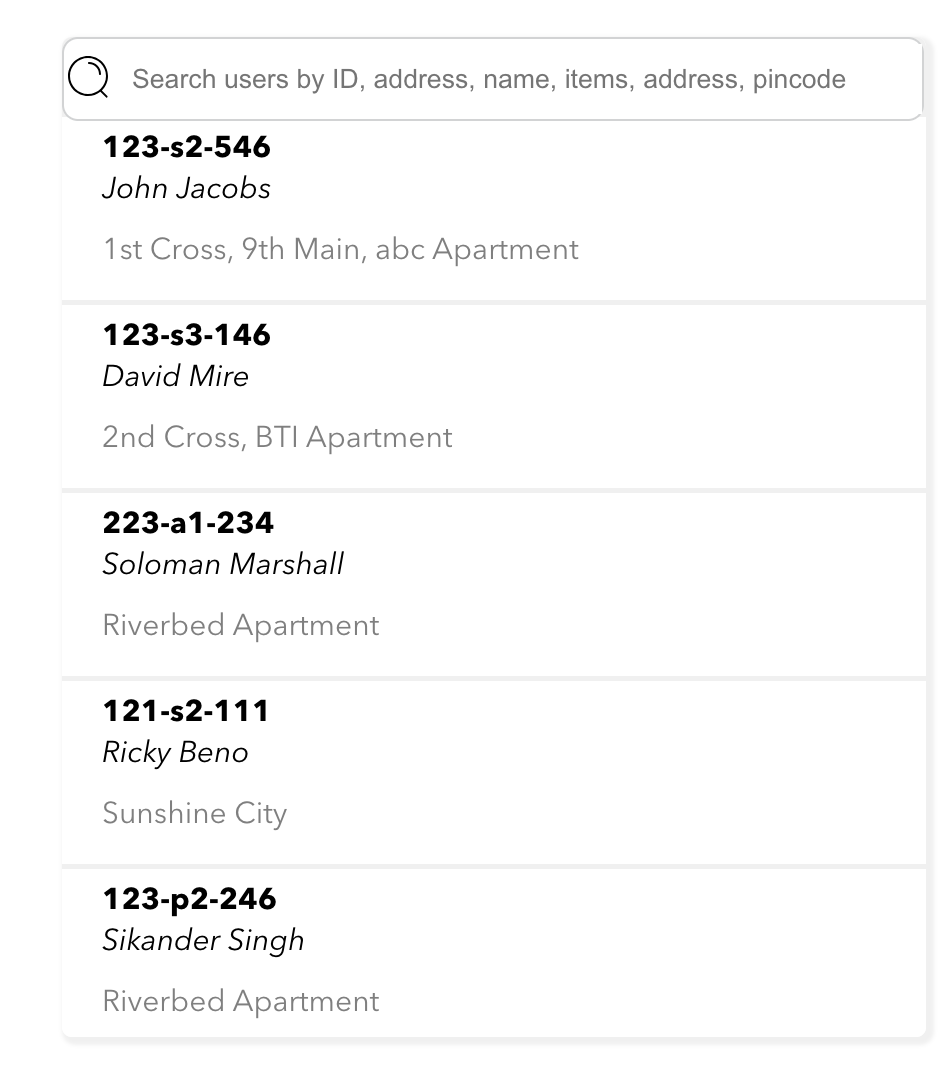 Search users by ID, address, name, items, address, pincode
123-s2-546
John Jacobs
1st Cross, 9th Main, abc Apartment
123-s3-146
David Mire
2nd Cross, BTI Apartment
223-a1-234
Soloman Marshall
Riverbed Apartment
121-s2-111
Ricky Beno
Sunshine City
123-p2-246
Sikander Singh
Riverbed Apartment